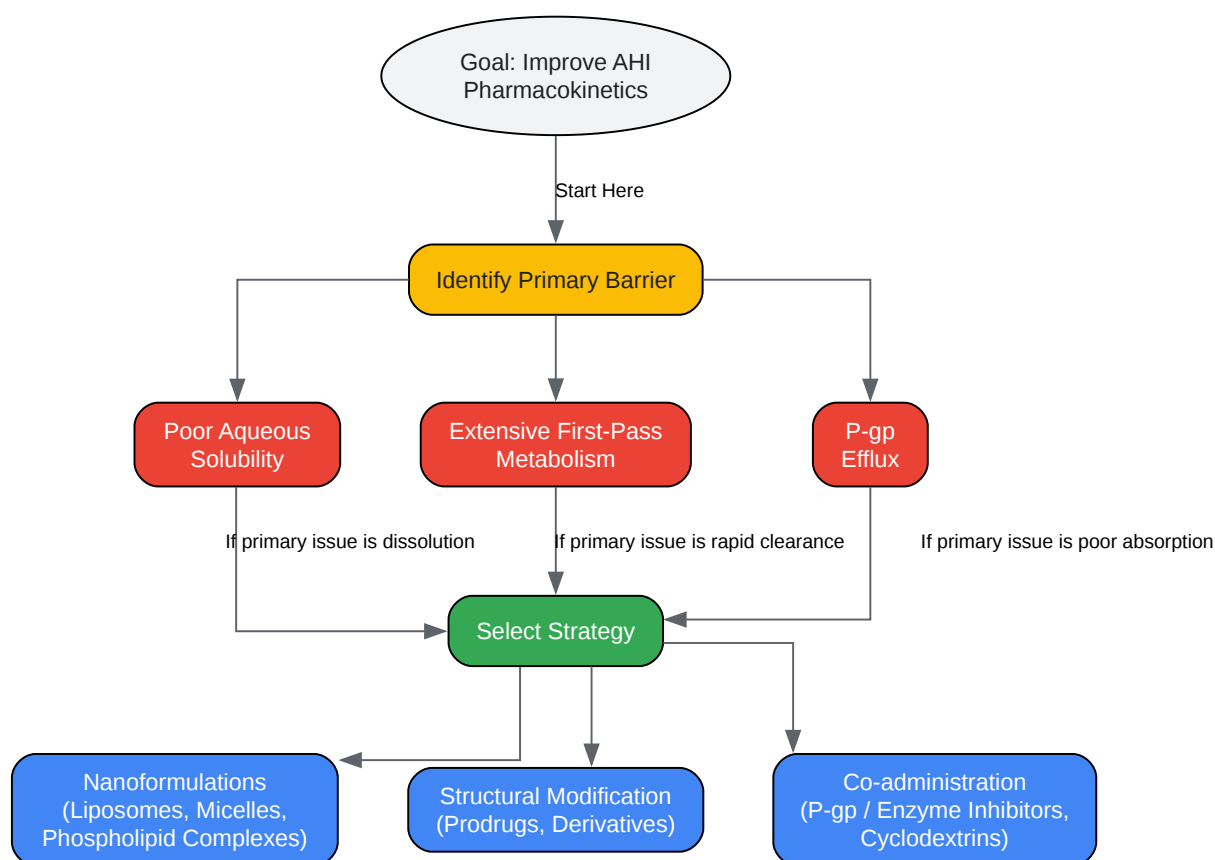 Goal: Improve AHI
Pharmacokinetics
Start Here
Identify Primary Barrier
Poor Aqueous
Solubility
Extensive First-Pass
Metabolism
P-gp
Efflux
If primary issue is dissolution
If primary issue is rapid clearance
If primary issue is poor absorption
Select Strategy
Nanoformulations
(Liposomes, Micelles,
Phospholipid Complexes)
Structural Modification
(Prodrugs, Derivatives)
Co-administration
(P-gp / Enzyme Inhibitors,
Cyclodextrins)